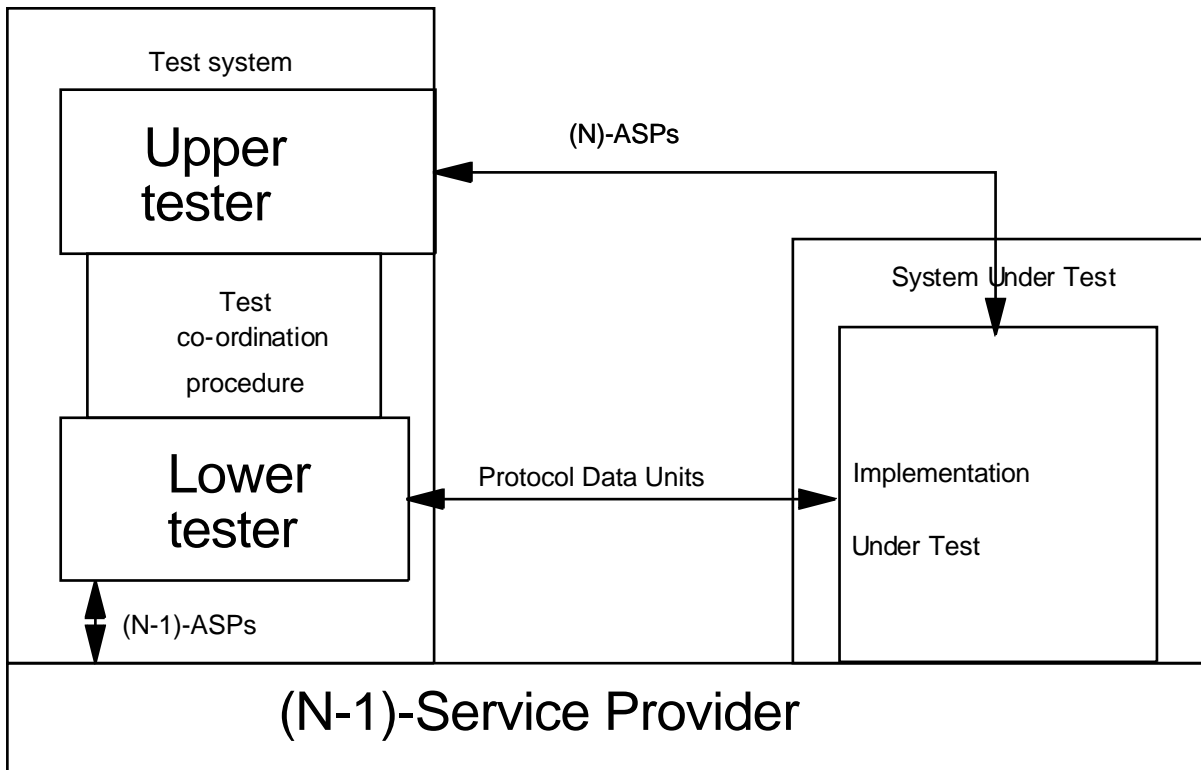 Test system
Upper
tester
(N)-ASPs
System Under Test
Test
co-ordination
procedure
Lower
tester
Protocol Data Units
Implementation
Under Test
(N-1)-ASPs
(N-1)-Service Provider